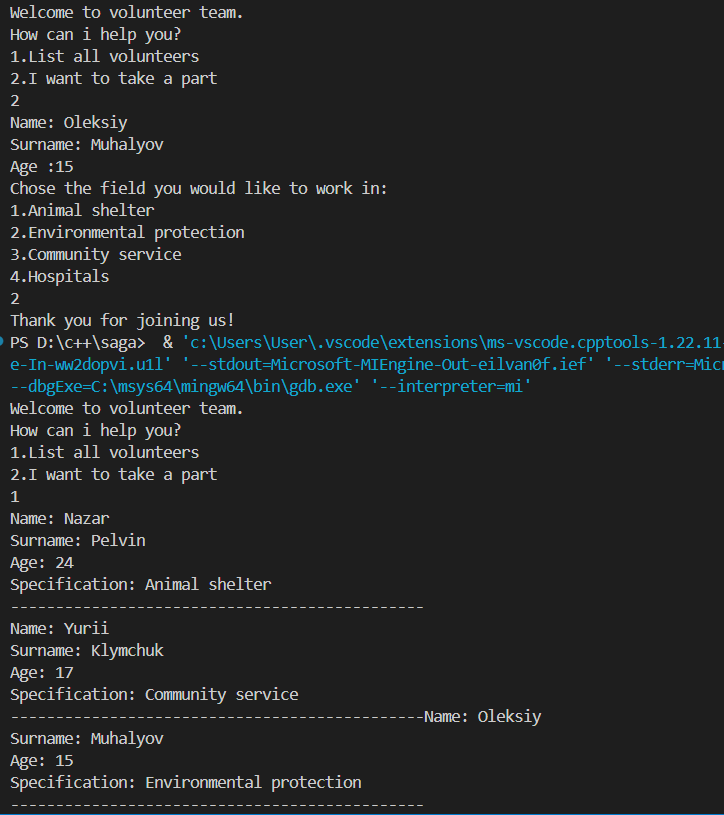 Welcome to volunteer team.
How can i help you?
1.List all volunteers
2.I want to take a part
2
Name: Oleksiy
Surname: Muhalyov
Age :15
Chose the field you would like to work in:
1.Animal shelter
2.Environmental protection
3.Community service
4.Hospitals
2
Thank you for joining us!
PS D:\c++\saga>  & 'c:\Users\User\.vscode\extensions\ms-vscode.cpptools-1.22.11-
e-In-ww2dopvi.u1l' '--stdout=Microsoft-MIEngine-Out-eilvan0f.ief' '--stderr=Micr
--dbgExe=C:\msys64\mingw64\bin\gdb.exe' '--interpreter=mi'
Welcome to volunteer team.
How can i help you?
1.List all volunteers
2.I want to take a part
1
Name: Nazar
Surname: Pelvin
Age: 24
Specification: Animal shelter
----------------------------------------------
Name: Yurii
Surname: Klymchuk
Age: 17
Specification: Community service
----------------------------------------------Name: Oleksiy
Surname: Muhalyov
Age: 15
Specification: Environmental protection
----------------------------------------------